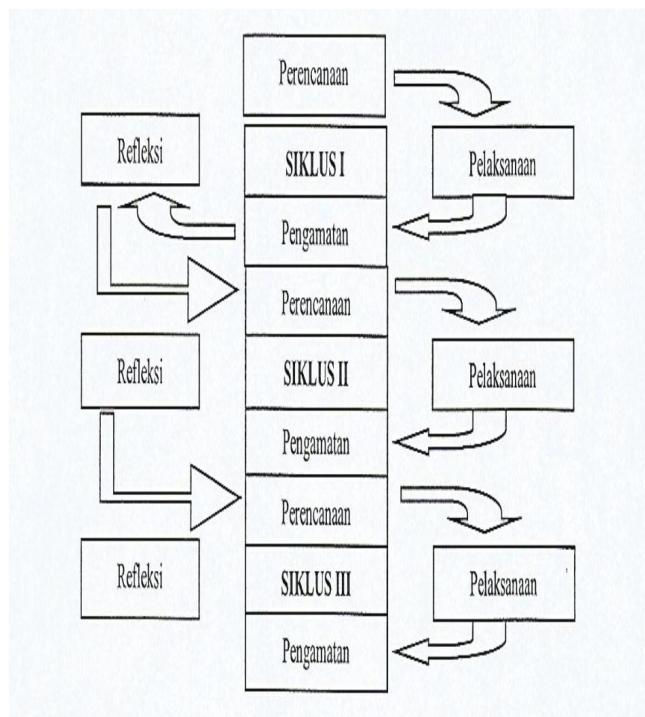 Perencanaan
Refleksi
SIKLUS I
Pelaksanaan
Pengamatan
Perencanaan
Refleksi
SIKLUS II
Pelaksanaan
Pengamatan
Perencanaan
Refleksi
SIKLUS III
Pelaksanaan
Pengamatan